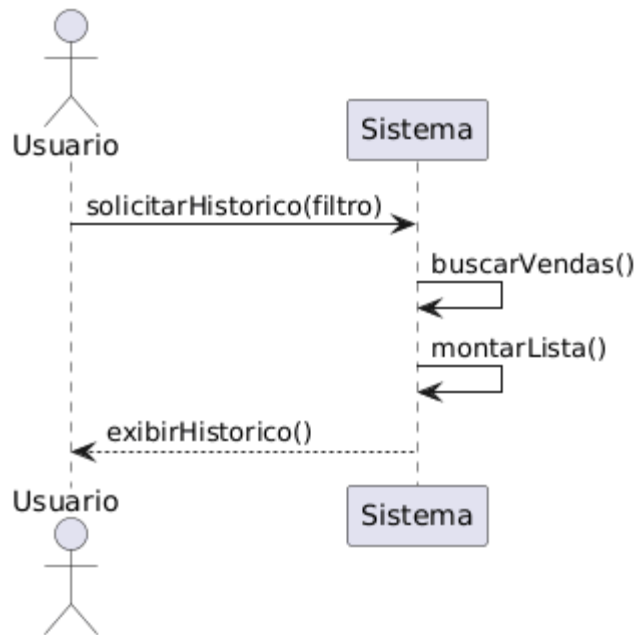 Usuario
Sistema
solicitarHistorico(filtro)
buscarVendas()
montarLista()
exibirHistorico()
Usuario
Sistema